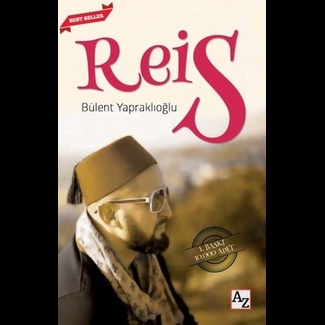 BEST SELLER
Reis
Bülent Yapraklıoğlu
1. BASKI
10.000 ADET
AZ